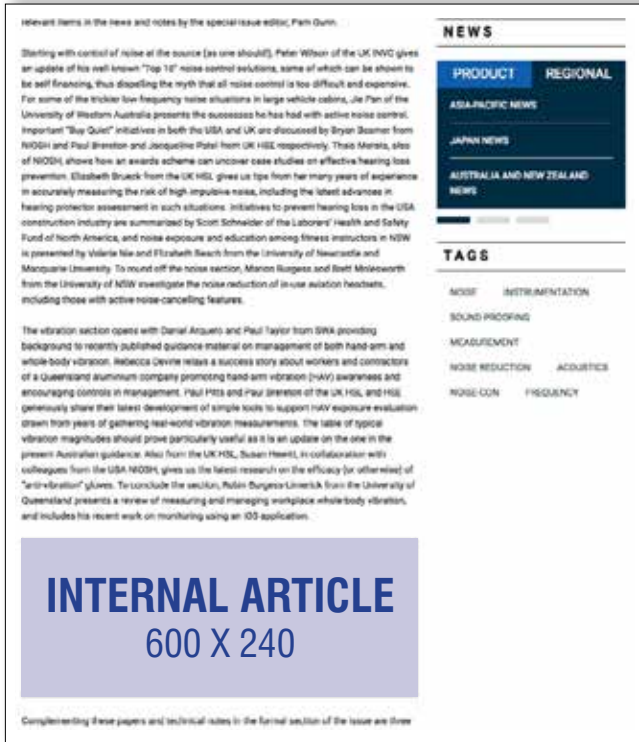 relevant items in the news and notes by the special issue editor, Pam Gunn.
Starting with control of noise at the source (as one should!), Peter Wilson of the UK INVC gives
an update of his well known "Top 10" noise control solutions, some of which can be shown to
be self financing, thus dispelling the myth that all noise control is too difficult and expensive.
For some of the trickier low frequency noise situations in large vehicle cabins, Jie Pan of the
University of Western Australia presents the successes he has had with active noise control.
Important "Buy Quiet" initiatives in both the USA and UK are discussed by Bryan Beamer from
NIOSH and Paul Brereton and Jacqueline Patel from UK HSE respectively. Thais Morata, also
of NIOSH, shows how an awards scheme can uncover case studies on effective hearing loss
prevention. Elizabeth Brueck from the UK HSL gives us tips from her many years of experience
in accurately measuring the risk of high impulsive noise, including the latest advances in
hearing protector assessment in such situations. Initiatives to prevent hearing loss in the USA
construction industry are summarized by Scott Schneider of the Laborers' Health and Safety
Fund of North America, and noise exposure and education among fitness instructors in NSW
is presented by Valerie Nie and Elizabeth Beach from the University of Newcastle and
Macquarie University. To round off the noise section, Marion Burgess and Brett Molesworth
from the University of NSW investigate the noise reduction of in-use aviation headsets,
including those with active noise-cancelling features.
The vibration section opens with Daniel Arquero and Paul Taylor from SWA providing
background to recently published guidance material on management of both hand-arm and
whole-body vibration. Rebecca Devine relays a success story about workers and contractors
of a Queensland aluminium company promoting hand-arm vibration (HAV) awareness and
encouraging controls in management. Paul Pitts and Paul Brereton of the UK HSL and HSE
generously share their latest development of simple tools to support HAV exposure evaluation
drawn from years of gathering real-world vibration measurements. The table of typical
vibration magnitudes should prove particularly useful as it is an update on the one in the
present Australian guidance. Also from the UK HSL, Susan Hewitt, in collaboration with
colleagues from the USA NIOSH, gives us the latest research on the efficacy (or otherwise) of
"anti-vibration" gloves. To conclude the section, Robin Burgess-Limerick from the University of
Queensland presents a review of measuring and managing workplace whole-body vibration,
and includes his recent work on monitoring using an iOS application.
INTERNAL ARTICLE
600 X 240
Complementing these papers and technical notes in the formal section of the issue are three
NEWS
PRODUCT REGIONAL
ASIA-PACIFIC NEWS
JAPAN NEWS
AUSTRALIA AND NEW ZEALAND
NEWS
TAGS
NOISE INSTRUMENTATION
SOUND PROOFING
MEASUREMENT
NOISE REDUCTION ACOUSTICS
NOISE-CON FREQUENCY